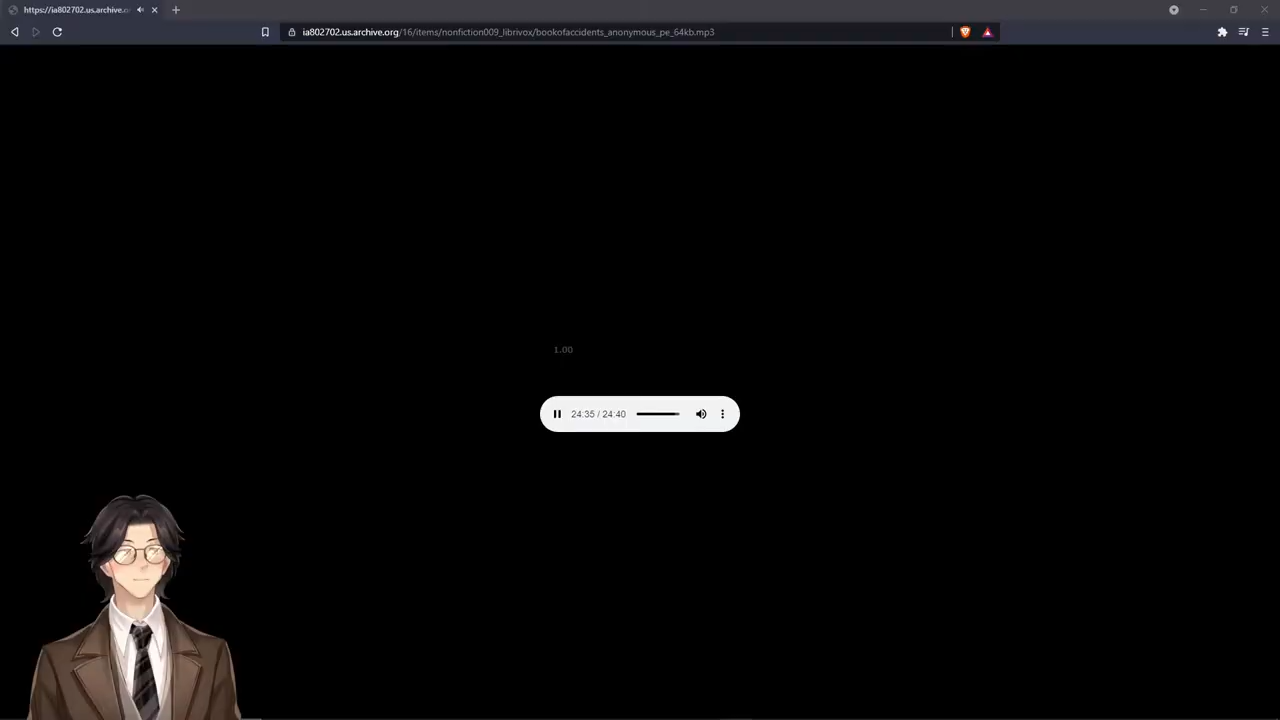 https://ia802702.us.archive.o
ia802702.us.archive.org/16/items/nonfiction009_librivox/bookofaccidents_anonymous_pe_64kb.mp3
1.00
24:35 / 24:40